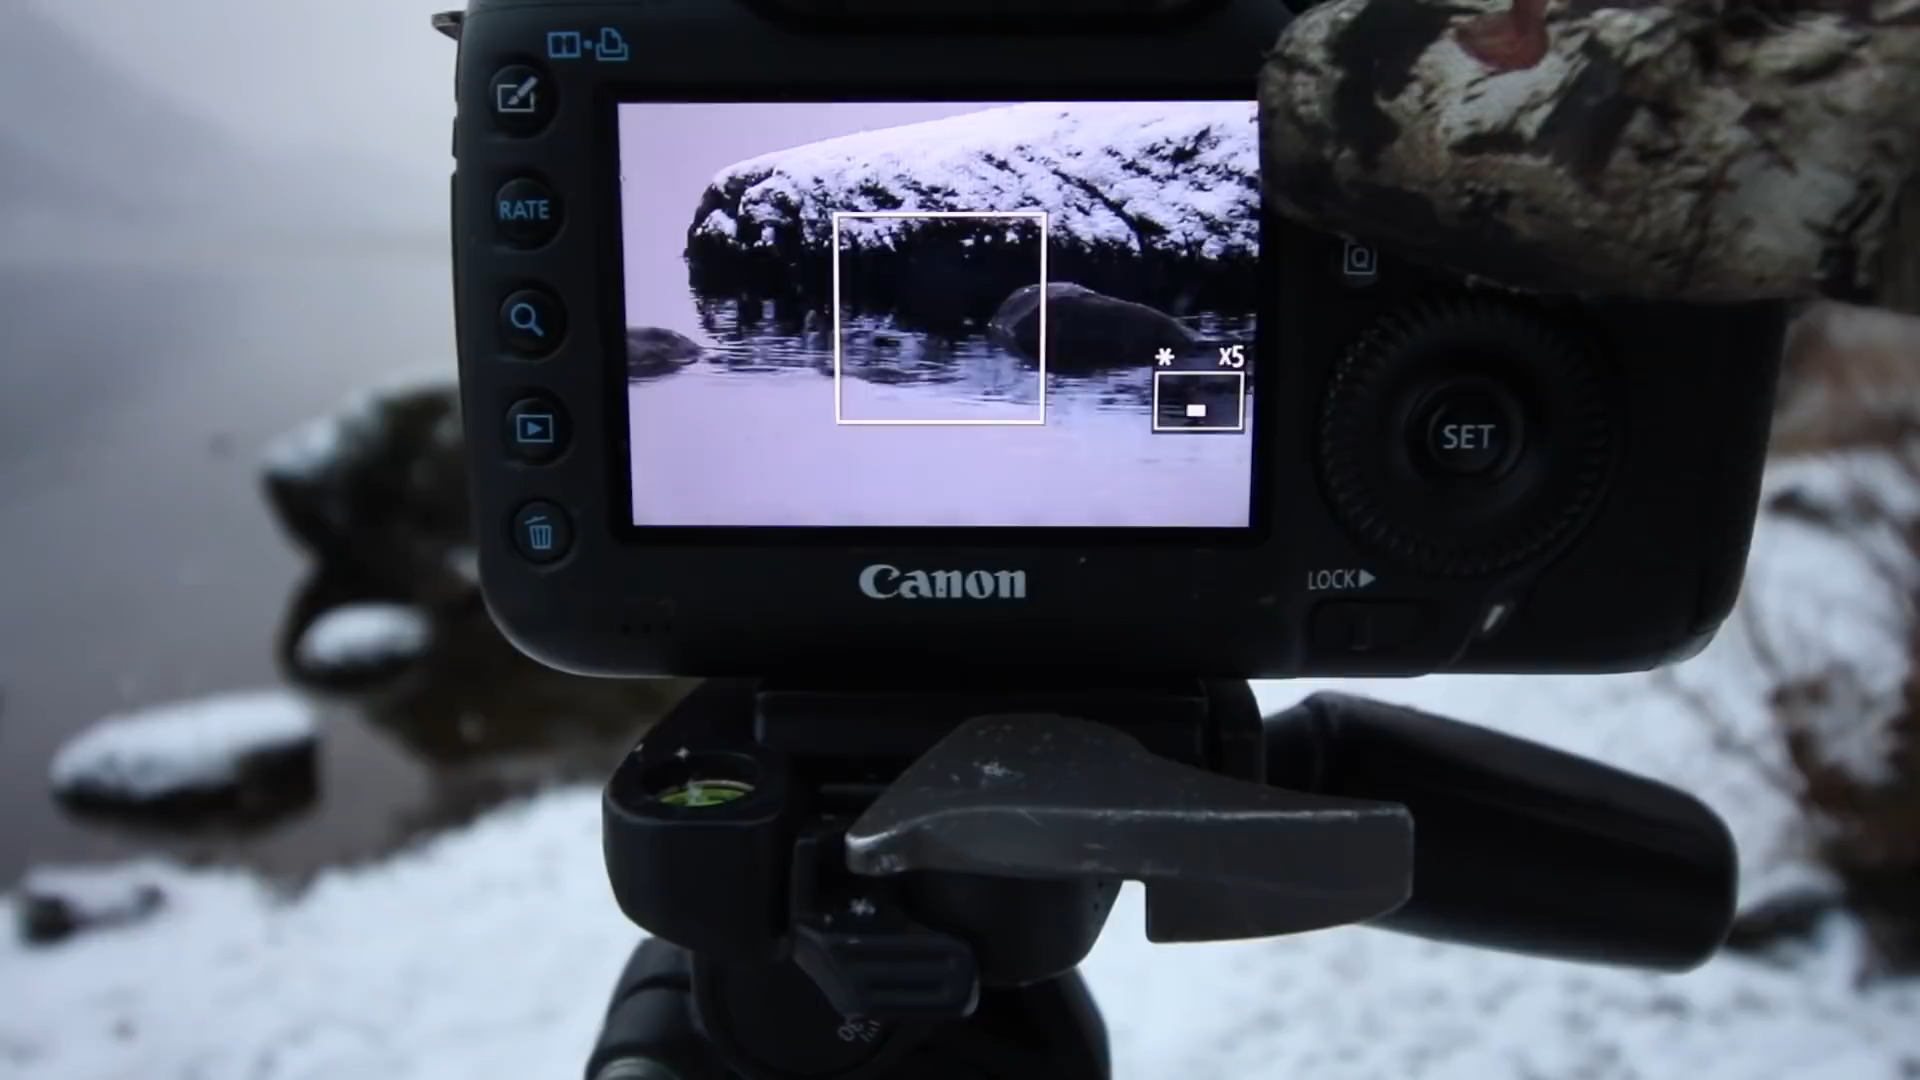 RATE
Q
* X5
SET
Canon
LOCK▶